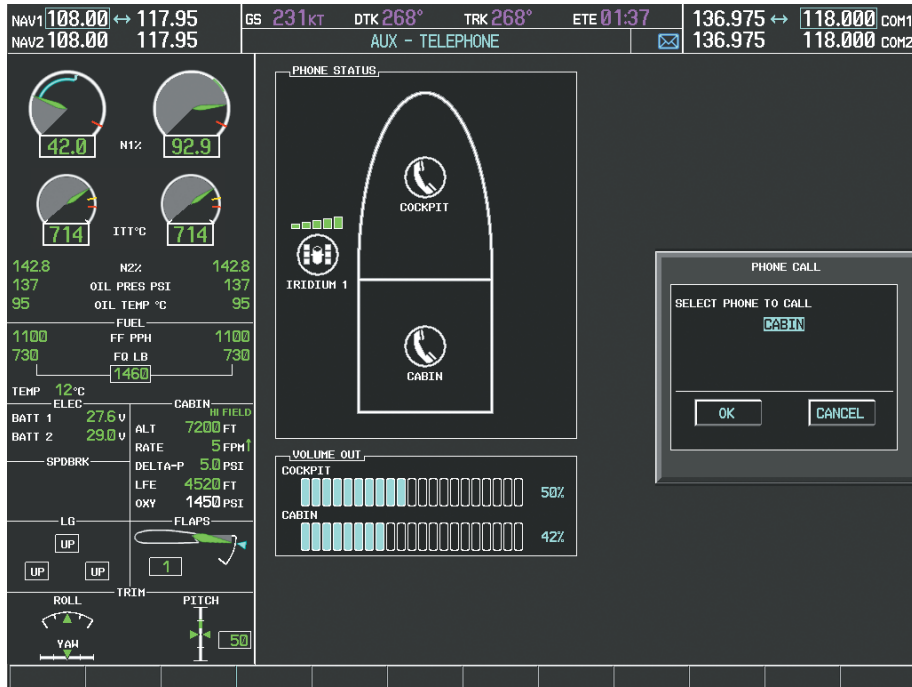 NAV1 108.00 ↔ 117.95 GS 231KT DTK 268° TRK 268° ETE 01:37 136.975 ↔ 118.000 COM1
NAV2 108.00 117.95 AUX - TELEPHONE 136.975 118.000 COM2
PHONE STATUS
COCKPIT
IRIDIUM 1
CABIN
VOLUME OUT
COCKPIT
50%
CABIN
42%
PHONE CALL
SELECT PHONE TO CALL
CABIN
OK CANCEL
42.0 N1% 92.9
714 ITT°C 714
142.8 N2% 142.8
137 OIL PRES PSI 137
95 OIL TEMP °C 95
FUEL
1100 FF PPH 1100
730 FQ LB 730
1460
TEMP 12°C
ELEC
BATT 1 27.6 V
BATT 2 29.0 V
SPDBRK
CABIN
HI FIELD
ALT 7200 FT
RATE 5 FPM↑
DELTA-P 5.0 PSI
LFE 4520 FT
OXY 1450 PSI
LG
UP
UP UP
FLAPS
1
TRIM
ROLL PITCH
YAW
50